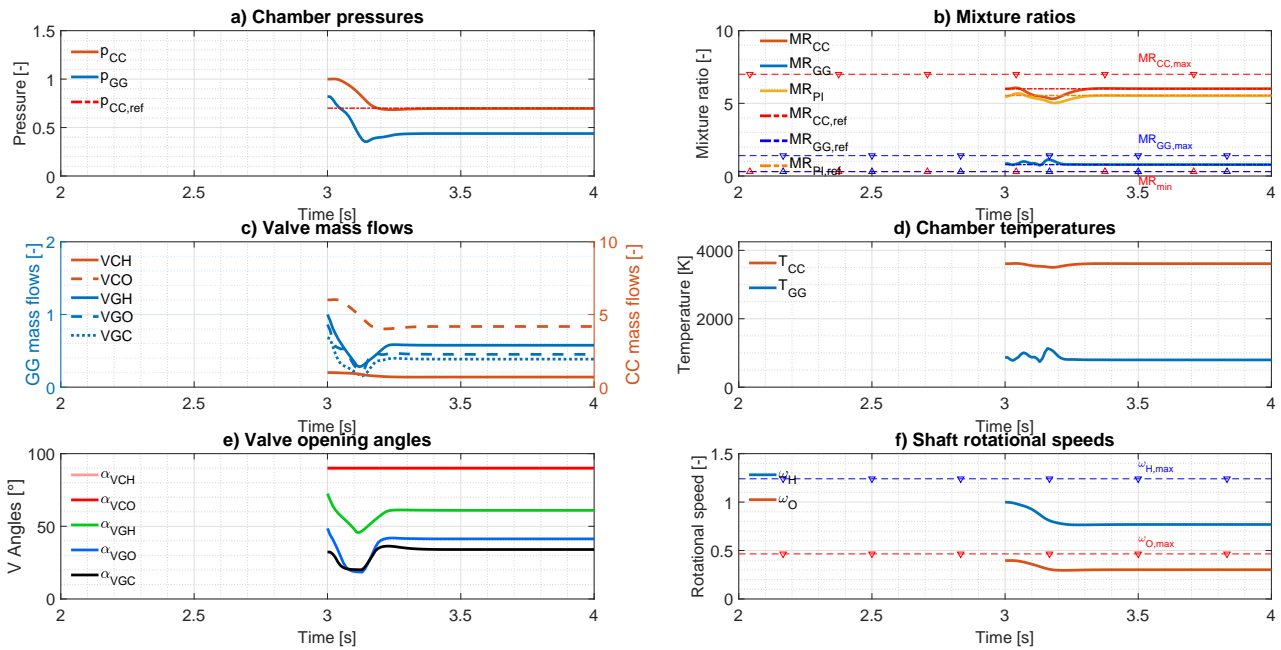 a) Chamber pressures
1.5
1
0.5
0
Pressure [-]
p_CC
p_GG
p_CC,ref
2 2.5 3 3.5 4
Time [s]
b) Mixture ratios
10
5
0
Mixture ratio [-]
MR_CC
MR_GG
MR_PI
MR_CC,ref
MR_GG,ref
MR_PI,ref
MR_CC,max
MR_GG,max
MR_min
2 2.5 3 3.5 4
Time [s]
c) Valve mass flows
2
1
0
GG mass flows [-]
VCH
VCO
VGH
VGO
VGC
10
5
0
CC mass flows [-]
2 2.5 3 3.5 4
Time [s]
d) Chamber temperatures
4000
2000
0
Temperature [K]
T_CC
T_GG
2 2.5 3 3.5 4
Time [s]
e) Valve opening angles
100
50
0
V Angles [°]
α_VCH
α_VCO
α_VGH
α_VGO
α_VGC
2 2.5 3 3.5 4
Time [s]
f) Shaft rotational speeds
1.5
1
0.5
0
Rotational speed [-]
ω_H
ω_O
ω_H,max
ω_O,max
2 2.5 3 3.5 4
Time [s]